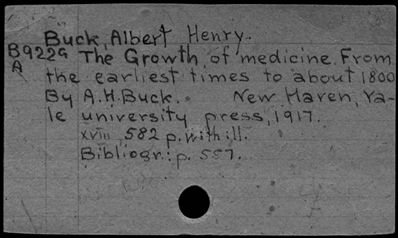 Buck, Albert Henry.
B922g The Growth of medicine From
A the earliest times to about 1800
By A.H.Buck. New Haven, Ya-
le university press, 1917.
xviii, 582 p. with ill.
Bibliogr.: p. 557.